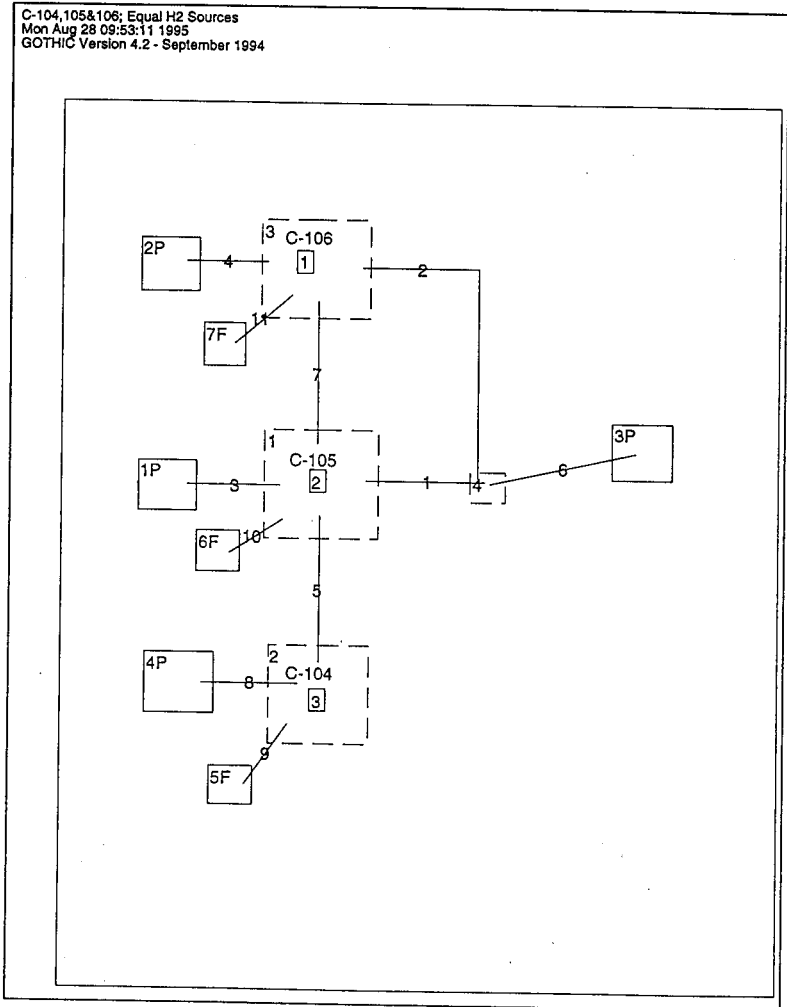 C-104,105&106; Equal H2 Sources
Mon Aug 28 09:53:11 1995
GOTHIC Version 4.2 - September 1994
3
C-106
2P
4
1
2
7F
11
7
1
C-105
3P
1P
3
2
1
4
6
6F
10
5
2
4P
C-104
8
3
9
5F